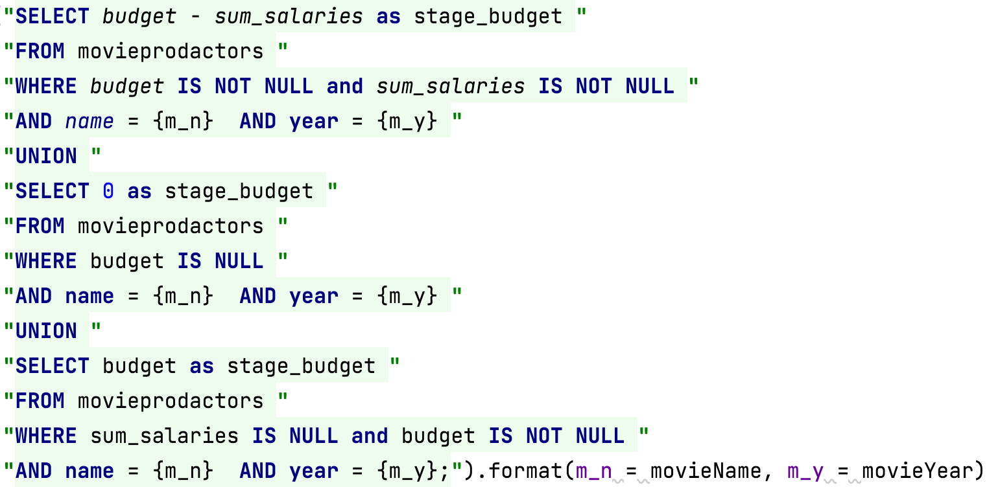 "SELECT budget - sum_salaries as stage_budget "
"FROM movieprodactors "
"WHERE budget IS NOT NULL and sum_salaries IS NOT NULL "
"AND name = {m_n}  AND year = {m_y} "
"UNION "
"SELECT 0 as stage_budget "
"FROM movieprodactors "
"WHERE budget IS NULL "
"AND name = {m_n}  AND year = {m_y} "
"UNION "
"SELECT budget as stage_budget "
"FROM movieprodactors "
"WHERE sum_salaries IS NULL and budget IS NOT NULL "
"AND name = {m_n}  AND year = {m_y};").format(m_n = movieName, m_y = movieYear)